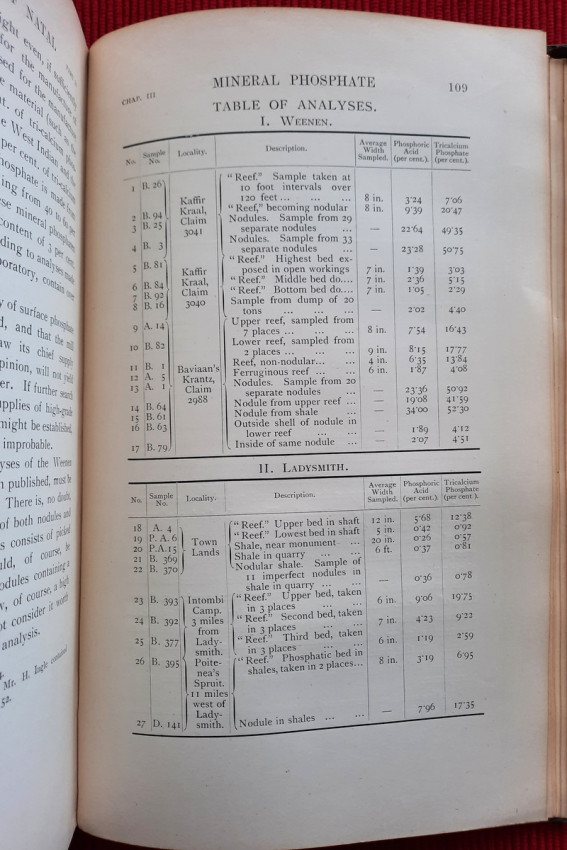 NATAL
MINERAL PHOSPHATE 109
CHAP. III
TABLE OF ANALYSES.
I. WEENEN.
No. Sample No. Locality. Description. Average Width Sampled. Phosphoric Acid (per cent.). Tricalcium Phosphate (per cent.).
1 B. 26 Kaffir Kraal, Claim 3041 "Reef." Sample taken at
10 foot intervals over
120 feet ... ... ... 8 in. 3·24 7·06
2 B. 94 "Reef," becoming nodular 8 in. 9·39 20·47
3 B. 25 Nodules. Sample from 29
separate nodules ... — 22·64 49·35
4 B. 3 Nodules. Sample from 33
separate nodules ... — 23·28 50·75
5 B. 81 Kaffir Kraal, Claim 3040 "Reef." Highest bed ex-
posed in open workings 7 in. 1·39 3·03
6 B. 84 "Reef." Middle bed do.... 7 in. 2·36 5·15
7 B. 92 "Reef." Bottom bed do.... 7 in. 1·05 2·29
8 B. 16 Sample from dump of 20
tons ... ... ... — 2·02 4·40
9 A. 14 Baviaan's Krantz, Claim 2988 Upper reef, sampled from
7 places ... ... ... 8 in. 7·54 16·43
10 B. 82 Lower reef, sampled from
2 places ... ... ... 9 in. 8·15 17·77
11 B. 1 Reef, non-nodular... ... 4 in. 6·35 13·84
12 A. 5 Ferruginous reef ... ... 6 in. 1·87 4·08
13 A. 1 Nodules. Sample from 20
separate nodules ... — 23·36 50·92
14 B. 64 Nodule from upper reef ... — 19·08 41·59
15 B. 61 Nodule from shale ... — 34·00 52·30
16 B. 63 Outside shell of nodule in
lower reef ... ... — 1·89 4·12
17 B. 79 Inside of same nodule ... — 2·07 4·51
II. LADYSMITH.
No. Sample No. Locality. Description. Average Width Sampled. Phosphoric Acid (per cent.). Tricalcium Phosphate (per cent.).
18 A. 4 Town Lands "Reef." Upper bed in shaft 12 in. 5·68 12·38
19 P. A. 6 "Reef." Lowest bed in shaft 5 in. 0·42 0·92
20 P.A. 15 Shale, near monument ... 20 in. 0·26 0·57
21 B. 369 Shale in quarry ... ... 6 ft. 0·37 0·81
22 B. 370 Nodular shale. Sample of
11 imperfect nodules in
shale in quarry ... ... — 0·36 0·78
23 B. 393 Intombi Camp. 3 miles from Lady-smith. "Reef." Upper bed, taken
in 3 places ... ... 6 in. 9·06 19·75
24 B. 392 "Reef." Second bed, taken
in 3 places ... ... 7 in. 4·23 9·22
25 B. 377 "Reef." Third bed, taken
in 3 places ... ... 6 in. 1·19 2·59
26 B. 395 Poite-nea's Spruit. 11 miles west of Lady-smith. "Reef." Phosphatic bed in
shales, taken in 2 places... 8 in. 3·19 6·95
27 D. 141 Nodule in shales ... ... — 7·96 17·35